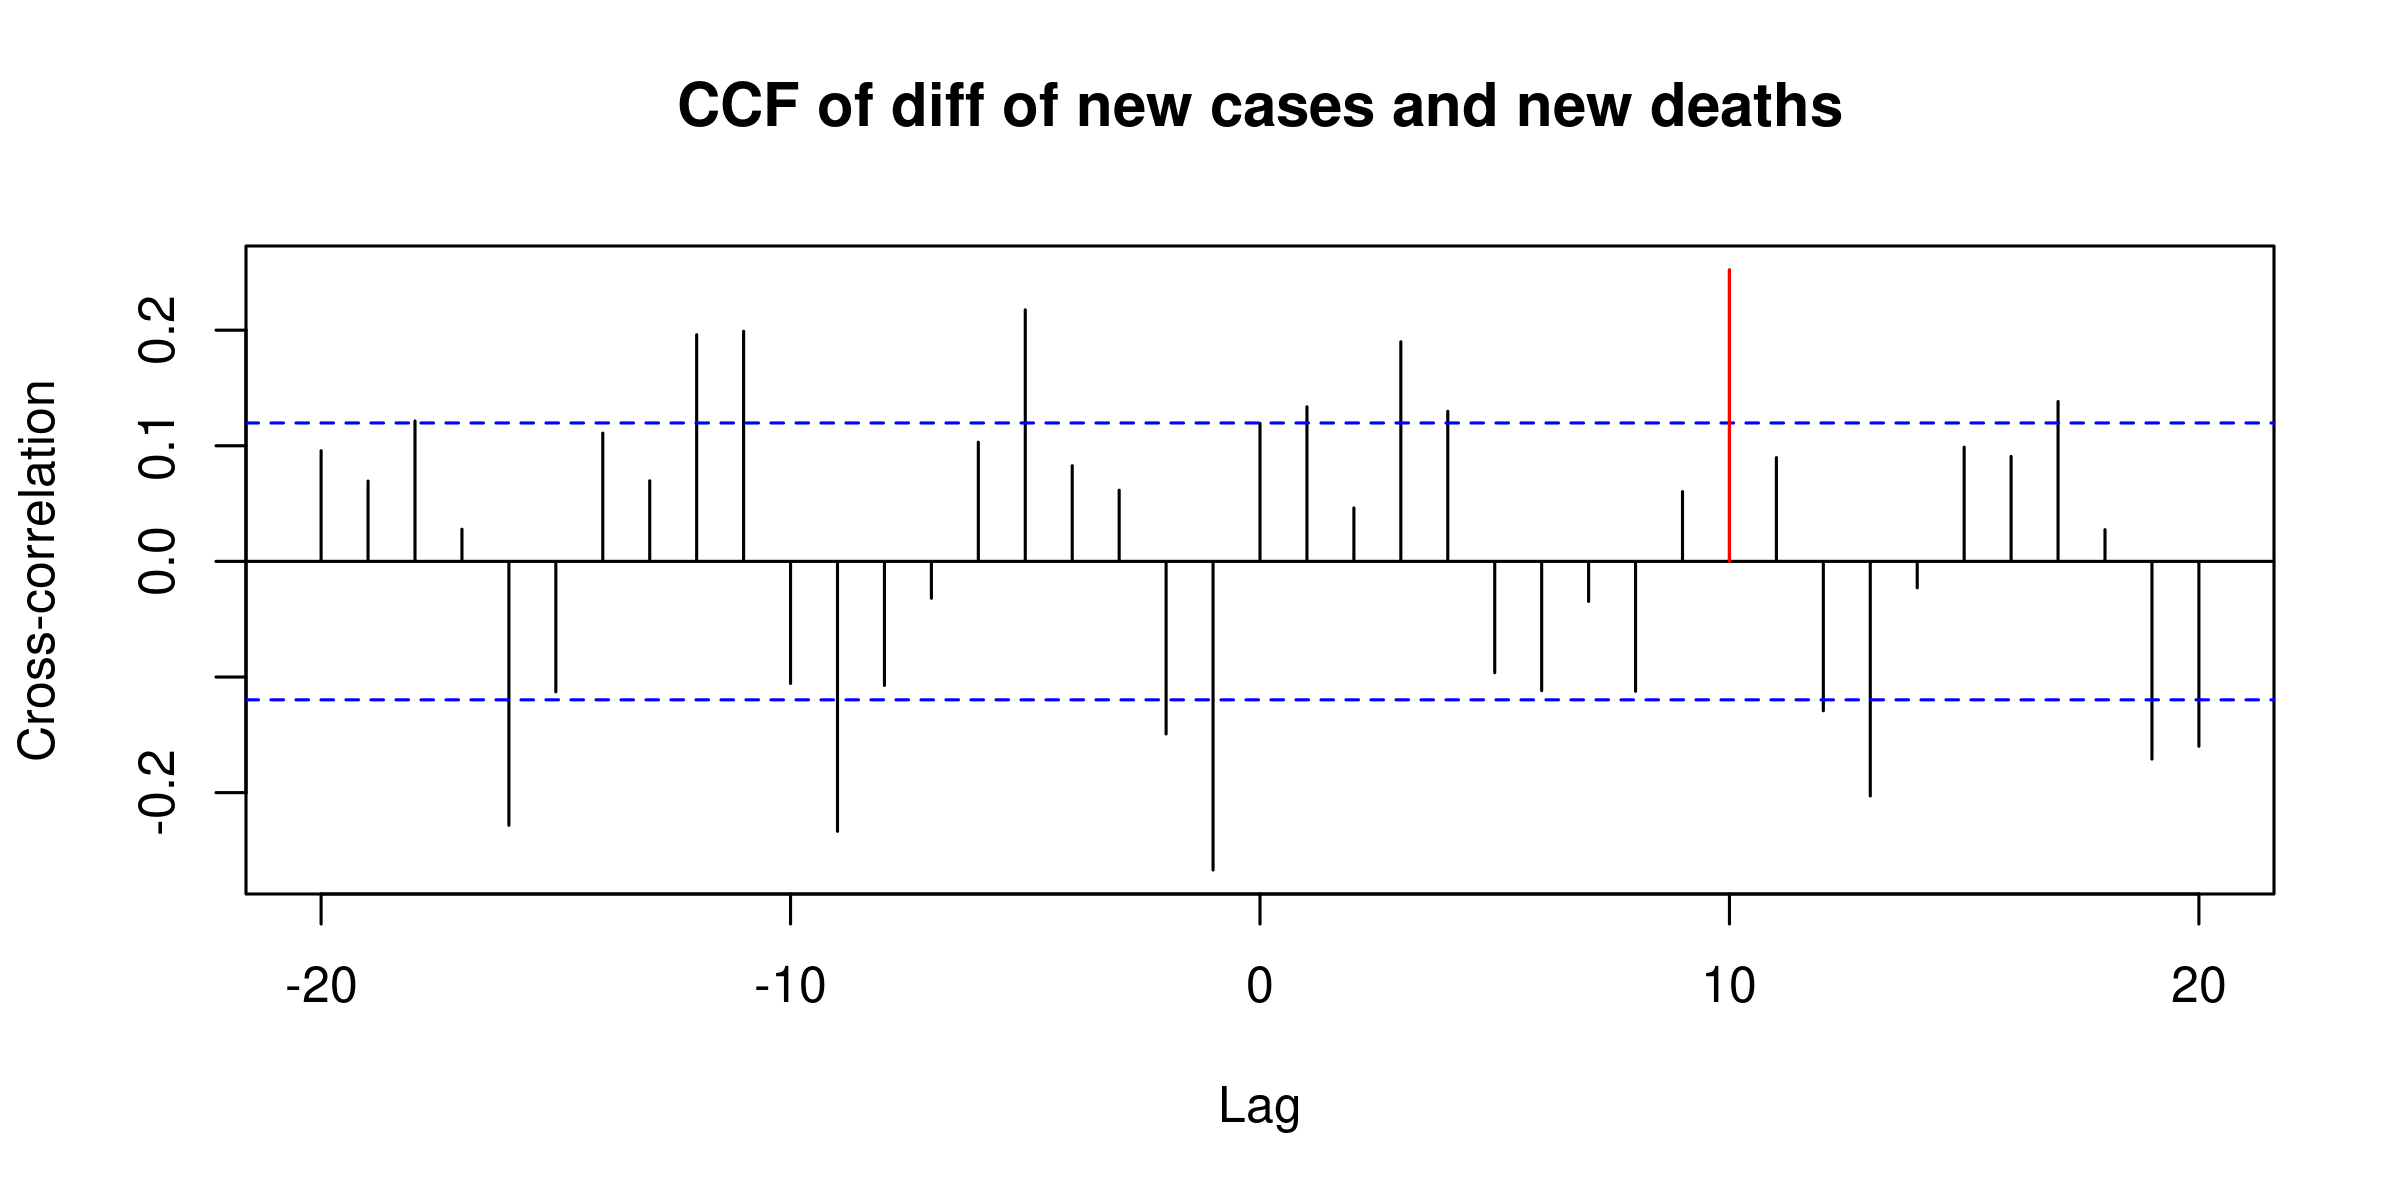 CCF of diff of new cases and new deaths
Cross-correlation
0.2
0.1
0.0
-0.2
-20 -10 0 10 20
Lag